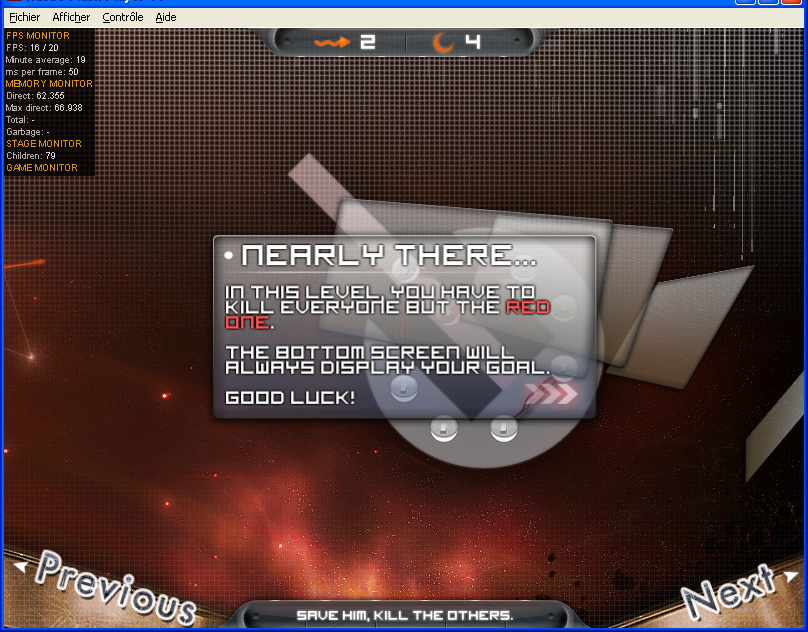 Fichier Afficher Contrôle Aide
FPS MONITOR
FPS: 16 / 20
Minute average: 19
ms per frame: 50
MEMORY MONITOR
Direct: 62.355
Max direct: 66.938
Total: -
Garbage: -
STAGE MONITOR
Children: 79
GAME MONITOR
2 4
NEARLY THERE...
IN THIS LEVEL, YOU HAVE TO
KILL EVERYONE BUT THE RED
ONE.
THE BOTTOM SCREEN WILL
ALWAYS DISPLAY YOUR GOAL.
GOOD LUCK!
Previous
Next
SAVE HIM, KILL THE OTHERS.